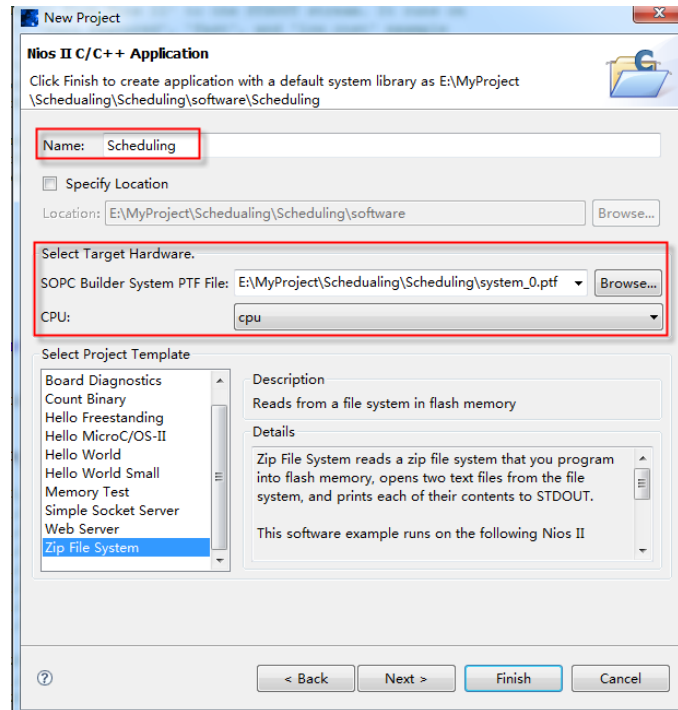 New Project
Nios II C/C++ Application
Click Finish to create application with a default system library as E:\MyProject
\Schedualing\Scheduling\software\Scheduling
Name: Scheduling
Specify Location
Location: E:\MyProject\Schedualing\Scheduling\software Browse...
Select Target Hardware.
SOPC Builder System PTF File: E:\MyProject\Schedualing\Scheduling\system_0.ptf Browse...
CPU: cpu
Select Project Template
Board Diagnostics
Count Binary
Hello Freestanding
Hello MicroC/OS-II
Hello World
Hello World Small
Memory Test
Simple Socket Server
Web Server
Zip File System
Description
Reads from a file system in flash memory
Details
Zip File System reads a zip file system that you program
into flash memory, opens two text files from the file
system, and prints each of their contents to STDOUT.
This software example runs on the following Nios II
< Back Next > Finish Cancel